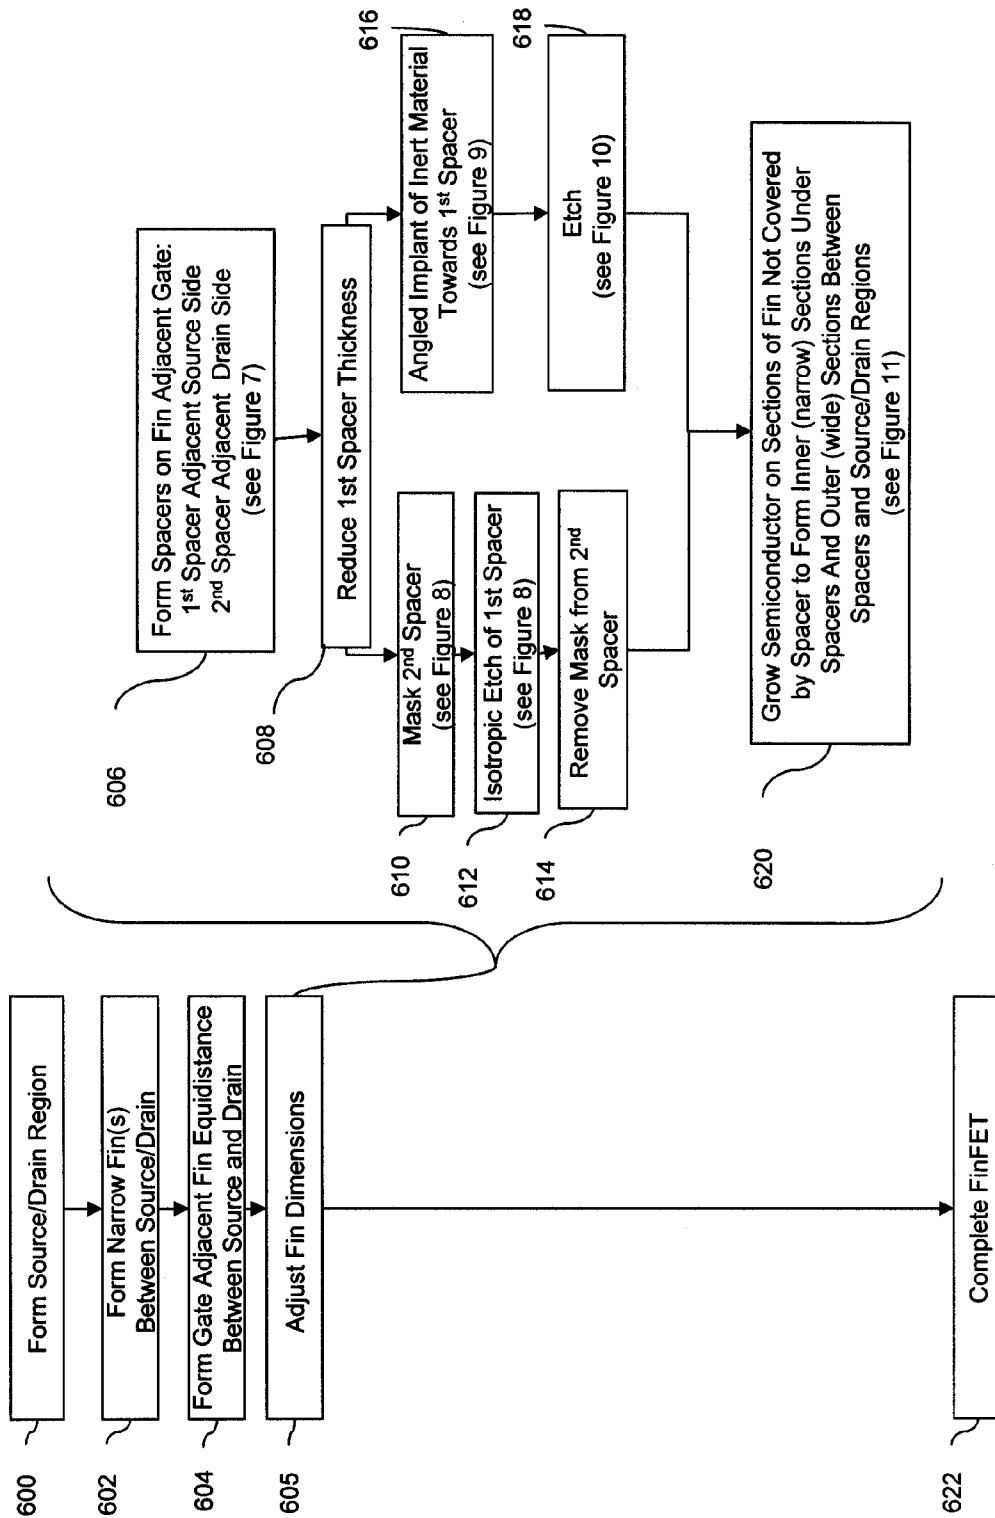 600
Form Source/Drain Region
602
Form Narrow Fin(s)
Between Source/Drain
604
Form Gate Adjacent Fin Equidistance
Between Source and Drain
605
Adjust Fin Dimensions
606
Form Spacers on Fin Adjacent Gate:
1st Spacer Adjacent Source Side
2nd Spacer Adjacent Drain Side
(see Figure 7)
608
Reduce 1st Spacer Thickness
610
Mask 2nd Spacer
(see Figure 8)
612
Isotropic Etch of 1st Spacer
(see Figure 8)
614
Remove Mask from 2nd
Spacer
616
Angled Implant of Inert Material
Towards 1st Spacer
(see Figure 9)
618
Etch
(see Figure 10)
620
Grow Semiconductor on Sections of Fin Not Covered
by Spacer to Form Inner (narrow) Sections Under
Spacers And Outer (wide) Sections Between
Spacers and Source/Drain Regions
(see Figure 11)
622
Complete FinFET